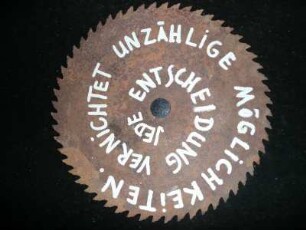 JEDE ENTSCHEIDUNG VERNICHTET UNZÄHLIGE MÖGLICHKEITEN.